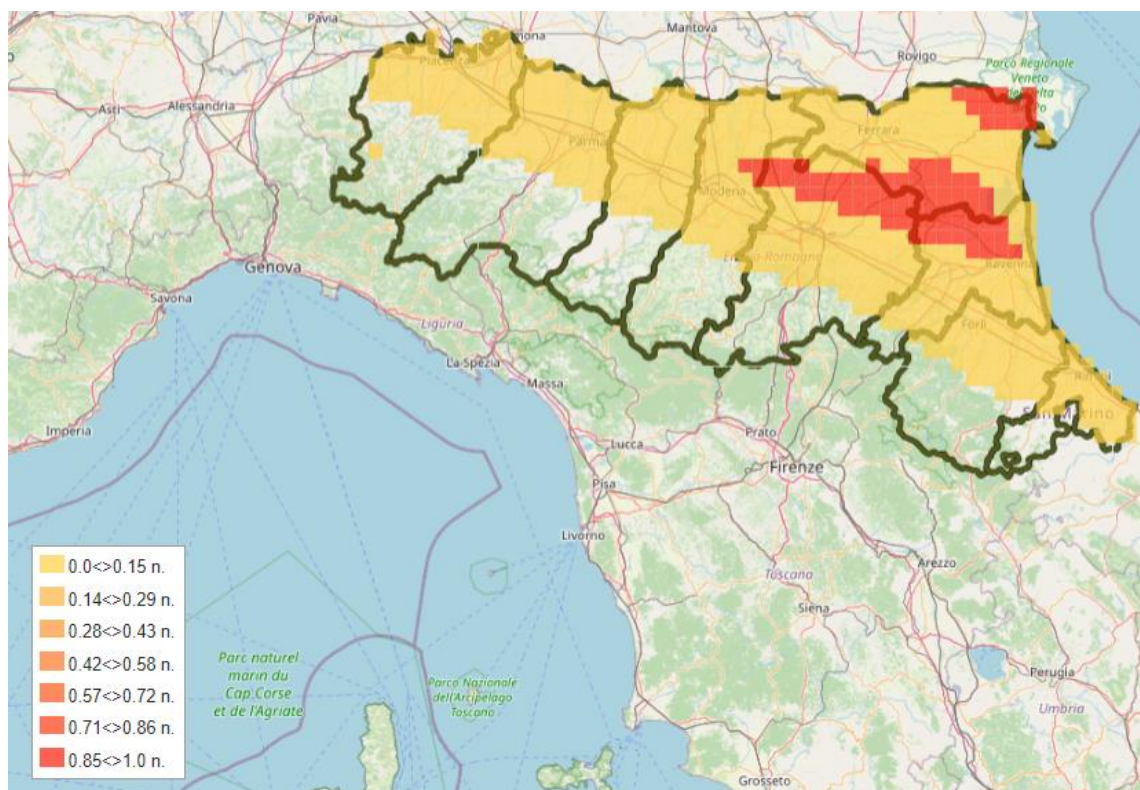 Pavia
Mantova
Rovigo
Parco Regionale
Veneto
Asti
Alessandria
Piacenza
Ferrara
Parma
Modena
Genova
Savona
Ravenna
Liguria
Forlì
La Spezia
Massa
San Marino
Imperia
Lucca
Prato
Firenze
Pisa
Livorno
Arezzo
Toscana
Siena
0.0<>0.15 n.
0.14<>0.29 n.
0.28<>0.43 n.
0.42<>0.58 n.
0.57<>0.72 n.
0.71<>0.86 n.
0.85<>1.0 n.
Parc naturel
marin du
Cap Corse
et de l'Agriate
Parco Nazionale
dell'Arcipelago
Toscano
Perugia
Umbria
Grosseto